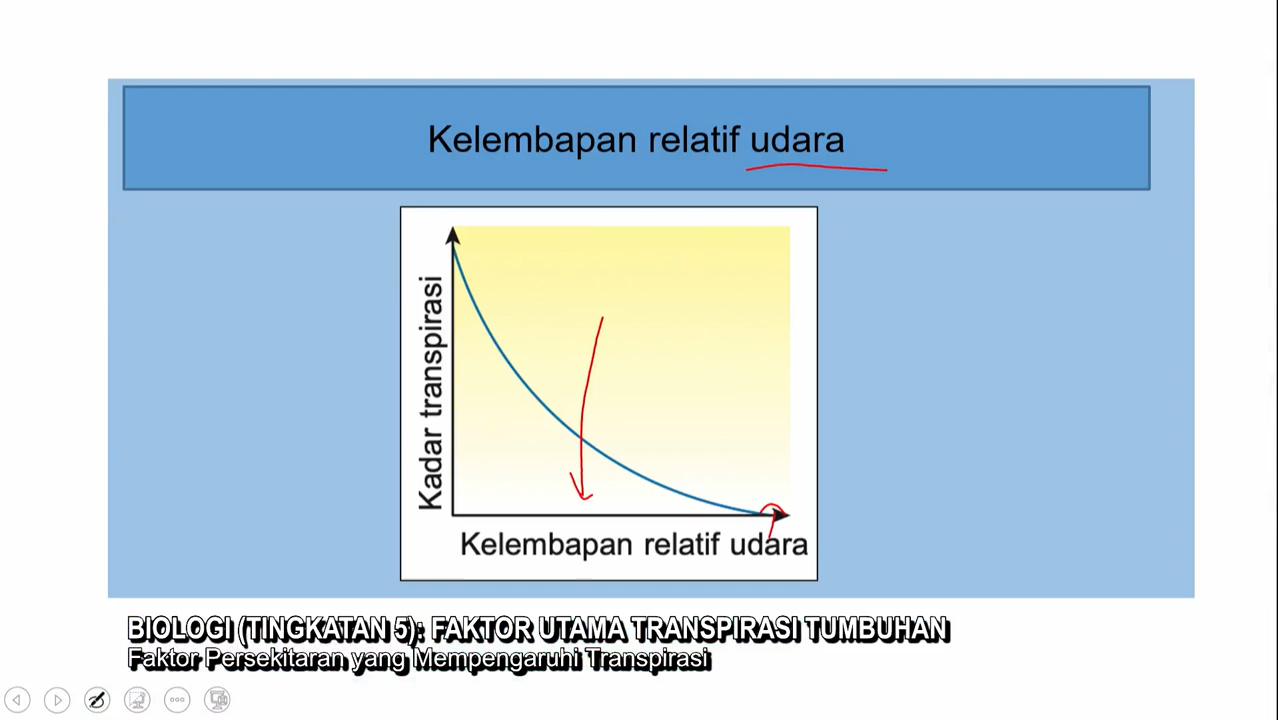 Kelembapan relatif udara
Kadar transpirasi
Kelembapan relatif udara
BIOLOGI (TINGKATAN 5): FAKTOR UTAMA TRANSPIRASI TUMBUHAN
Faktor Persekitaran yang Mempengaruhi Transpirasi